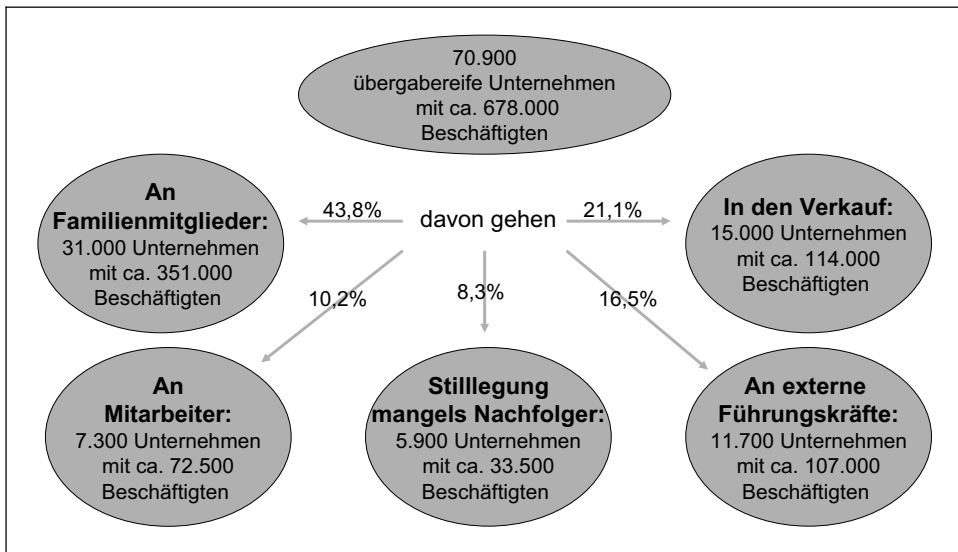 70.900
übergabereife Unternehmen
mit ca. 678.000
Beschäftigten
An
Familienmitglieder:
31.000 Unternehmen
mit ca. 351.000
Beschäftigten
43,8%
davon gehen
21,1%
In den Verkauf:
15.000 Unternehmen
mit ca. 114.000
Beschäftigten
10,2%
8,3%
16,5%
An
Mitarbeiter:
7.300 Unternehmen
mit ca. 72.500
Beschäftigten
Stilllegung
mangels Nachfolger:
5.900 Unternehmen
mit ca. 33.500
Beschäftigten
An externe
Führungskräfte:
11.700 Unternehmen
mit ca. 107.000
Beschäftigten